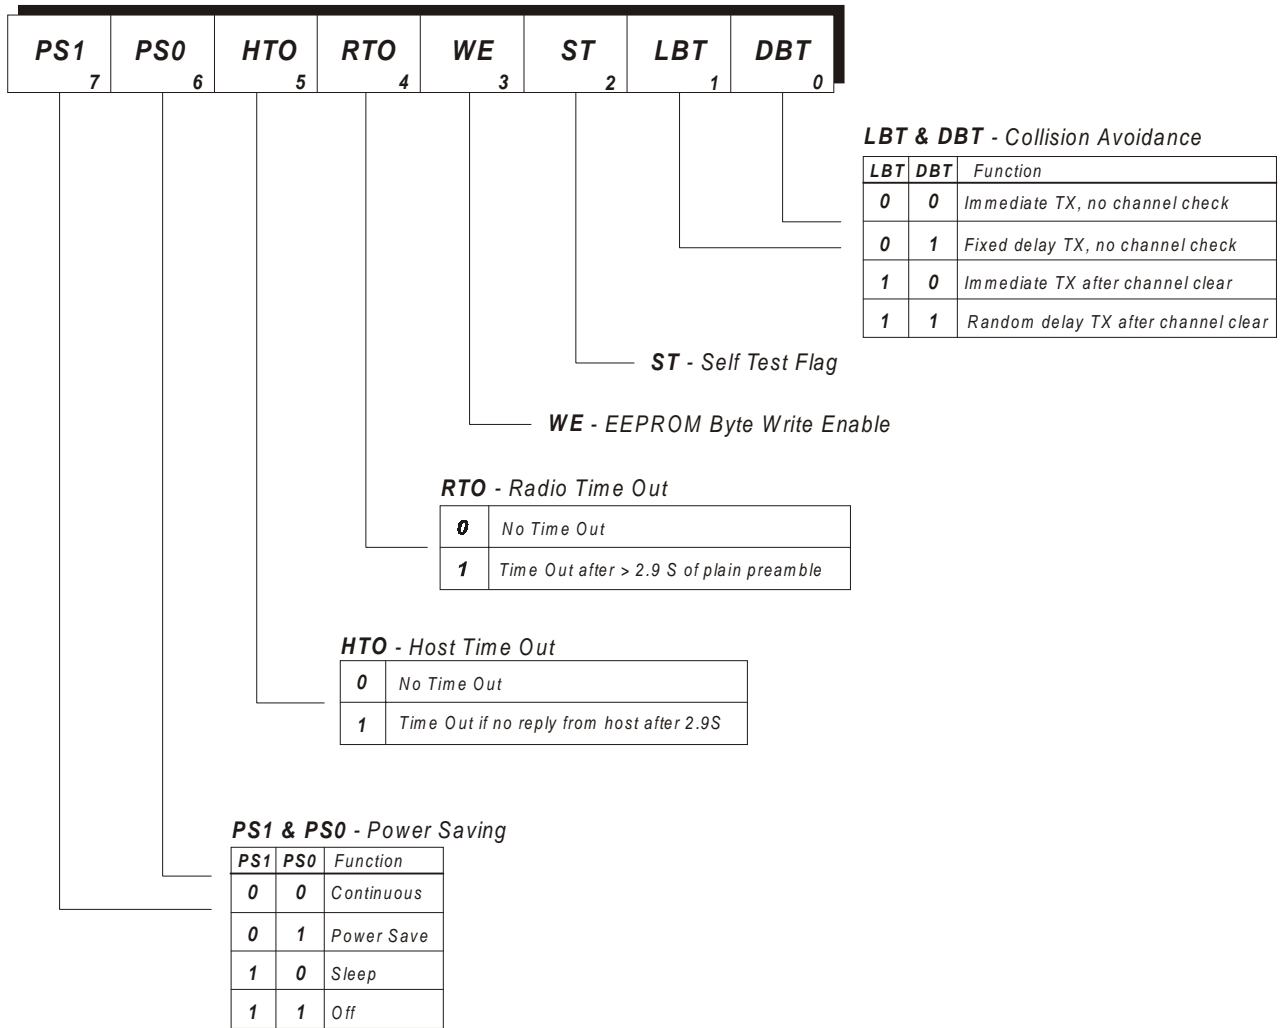 PS1 PS0 HTO RTO WE ST LBT DBT
7 6 5 4 3 2 1 0
LBT & DBT - Collision Avoidance
LBT DBT Function
0 0 Immediate TX, no channel check
0 1 Fixed delay TX, no channel check
1 0 Immediate TX after channel clear
1 1 Random delay TX after channel clear
ST - Self Test Flag
WE - EEPROM Byte Write Enable
RTO - Radio Time Out
0 No Time Out
1 Time Out after > 2.9 S of plain preamble
HTO - Host Time Out
0 No Time Out
1 Time Out if no reply from host after 2.9S
PS1 & PS0 - Power Saving
PS1 PS0 Function
0 0 Continuous
0 1 Power Save
1 0 Sleep
1 1 Off